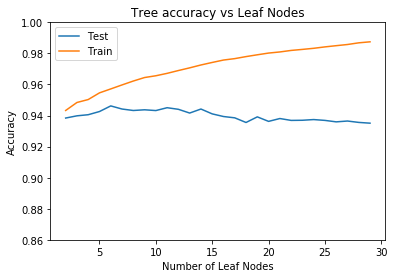 Tree accuracy vs Leaf Nodes
1.00
0.98
0.96
0.94
0.92
0.90
0.88
0.86
Accuracy
Test
Train
5 10 15 20 25 30
Number of Leaf Nodes